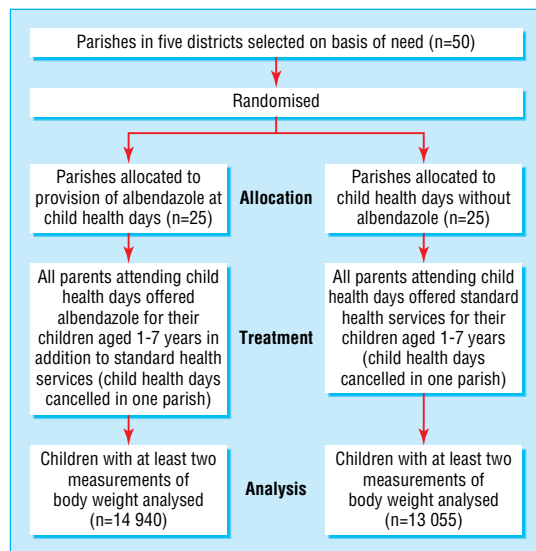 Parishes in five districts selected on basis of need (n=50)
Randomised
Parishes allocated to
provision of albendazole at
child health days (n=25)
Allocation
Parishes allocated to
child health days without
albendazole (n=25)
All parents attending child
health days offered
albendazole for their
children aged 1-7 years in
addition to standard health
services (child health days
cancelled in one parish)
Treatment
All parents attending child
health days offered standard
health services for their
children aged 1-7 years
(child health days
cancelled in one parish)
Children with at least two
measurements of
body weight analysed
(n=14 940)
Analysis
Children with at least two
measurements of
body weight analysed
(n=13 055)